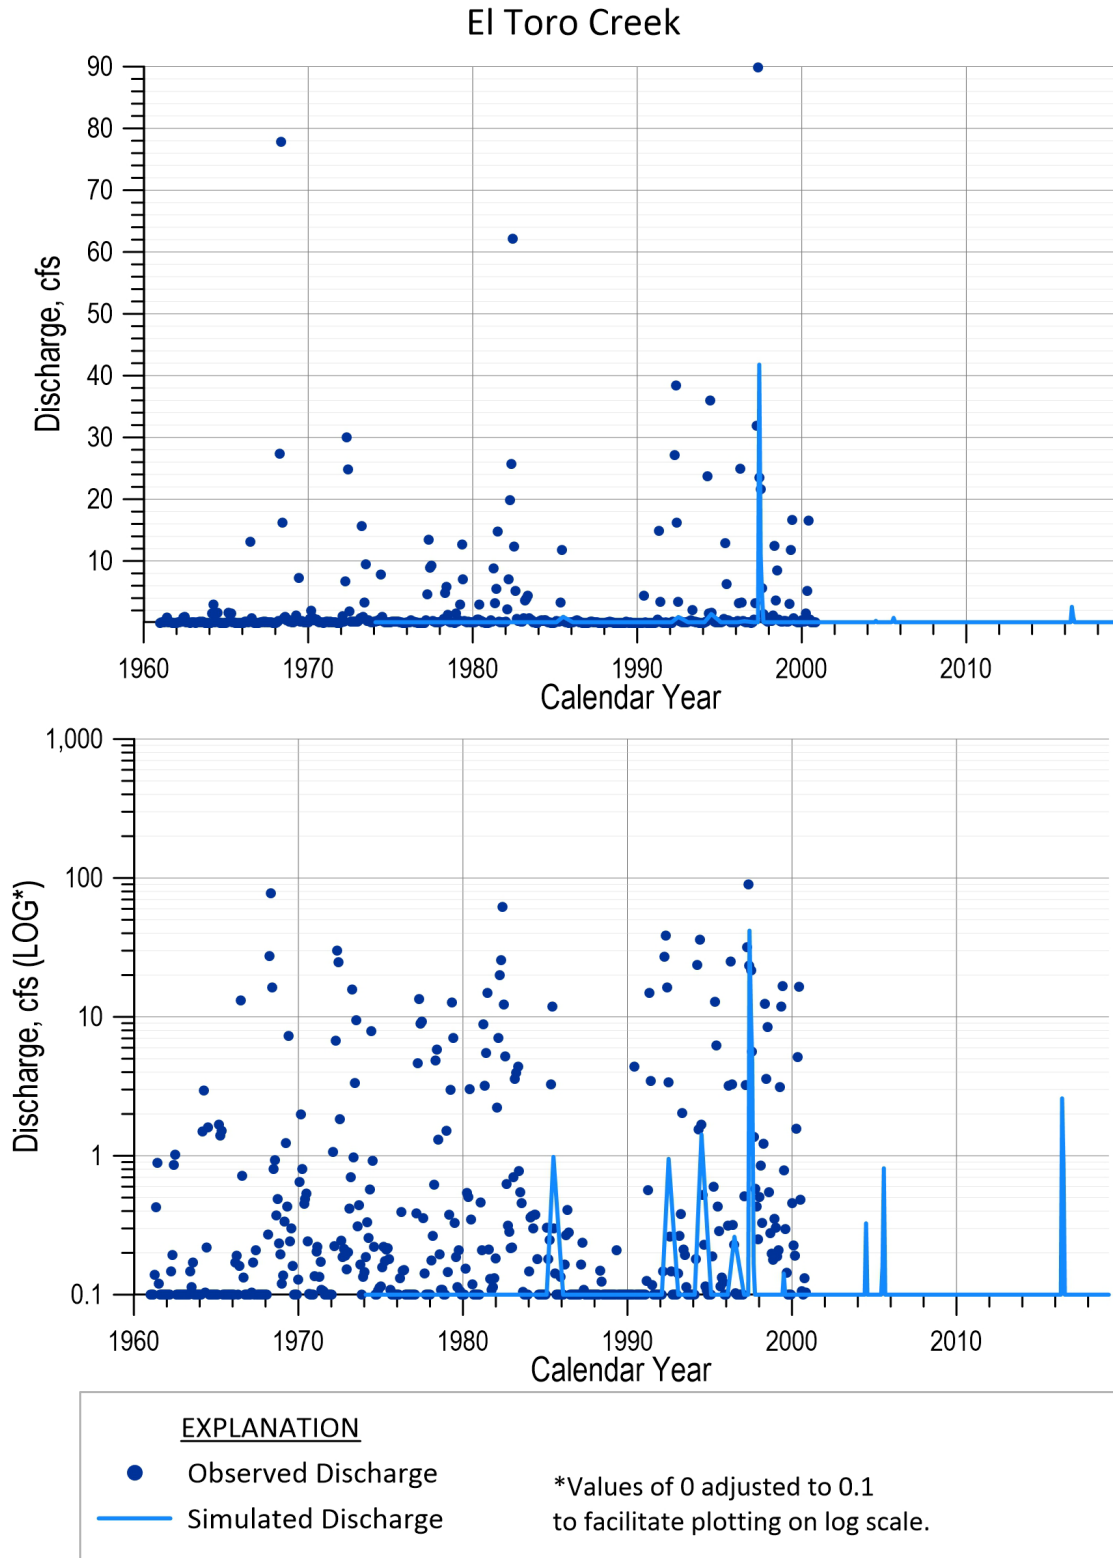 El Toro Creek
90
80
70
60
50
40
30
20
10
Discharge, cfs
1960 1970 1980 1990 2000 2010
Calendar Year
1,000
100
10
1
0.1
Discharge, cfs (LOG*)
1960 1970 1980 1990 2000 2010
Calendar Year
EXPLANATION
Observed Discharge
Simulated Discharge
*Values of 0 adjusted to 0.1
to facilitate plotting on log scale.